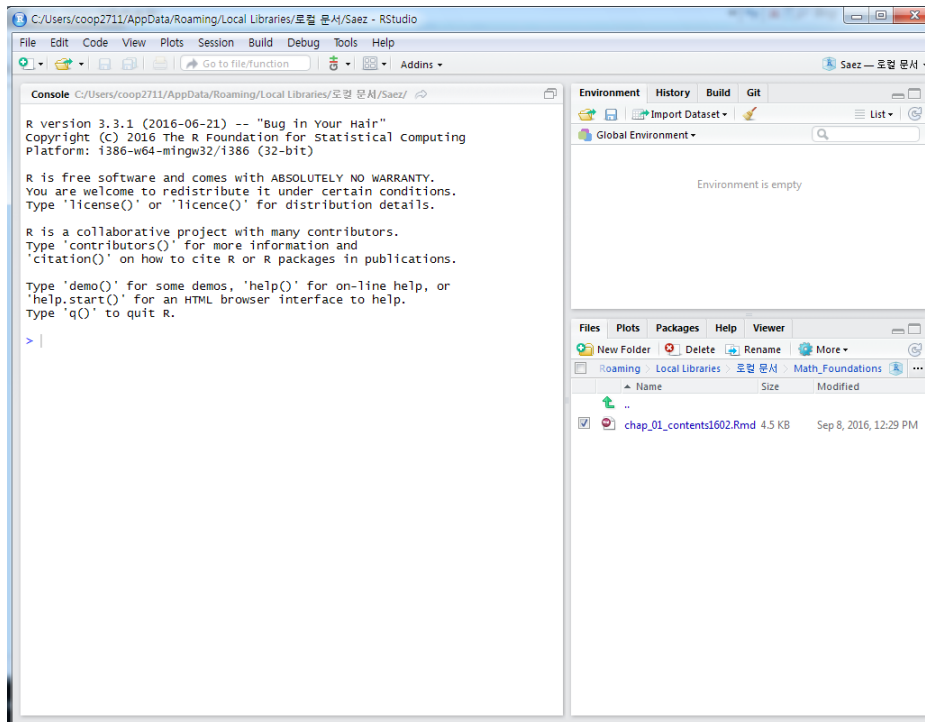 C:/Users/coop2711/AppData/Roaming/Local Libraries/로컬 문서/Saez - RStudio
File Edit Code View Plots Session Build Debug Tools Help
Go to file/function Addins Saez — 로컬 문서
Console C:/Users/coop2711/AppData/Roaming/Local Libraries/로컬 문서/Saez/
R version 3.3.1 (2016-06-21) -- "Bug in Your Hair"
Copyright (C) 2016 The R Foundation for Statistical Computing
Platform: i386-w64-mingw32/i386 (32-bit)
R is free software and comes with ABSOLUTELY NO WARRANTY.
You are welcome to redistribute it under certain conditions.
Type 'license()' or 'licence()' for distribution details.
R is a collaborative project with many contributors.
Type 'contributors()' for more information and
'citation()' on how to cite R or R packages in publications.
Type 'demo()' for some demos, 'help()' for on-line help, or
'help.start()' for an HTML browser interface to help.
Type 'q()' to quit R.
>
Environment History Build Git
Import Dataset List
Global Environment
Environment is empty
Files Plots Packages Help Viewer
New Folder Delete Rename More
Roaming Local Libraries 로컬 문서 Math_Foundations ...
Name Size Modified
..
chap_01_contents1602.Rmd 4.5 KB Sep 8, 2016, 12:29 PM